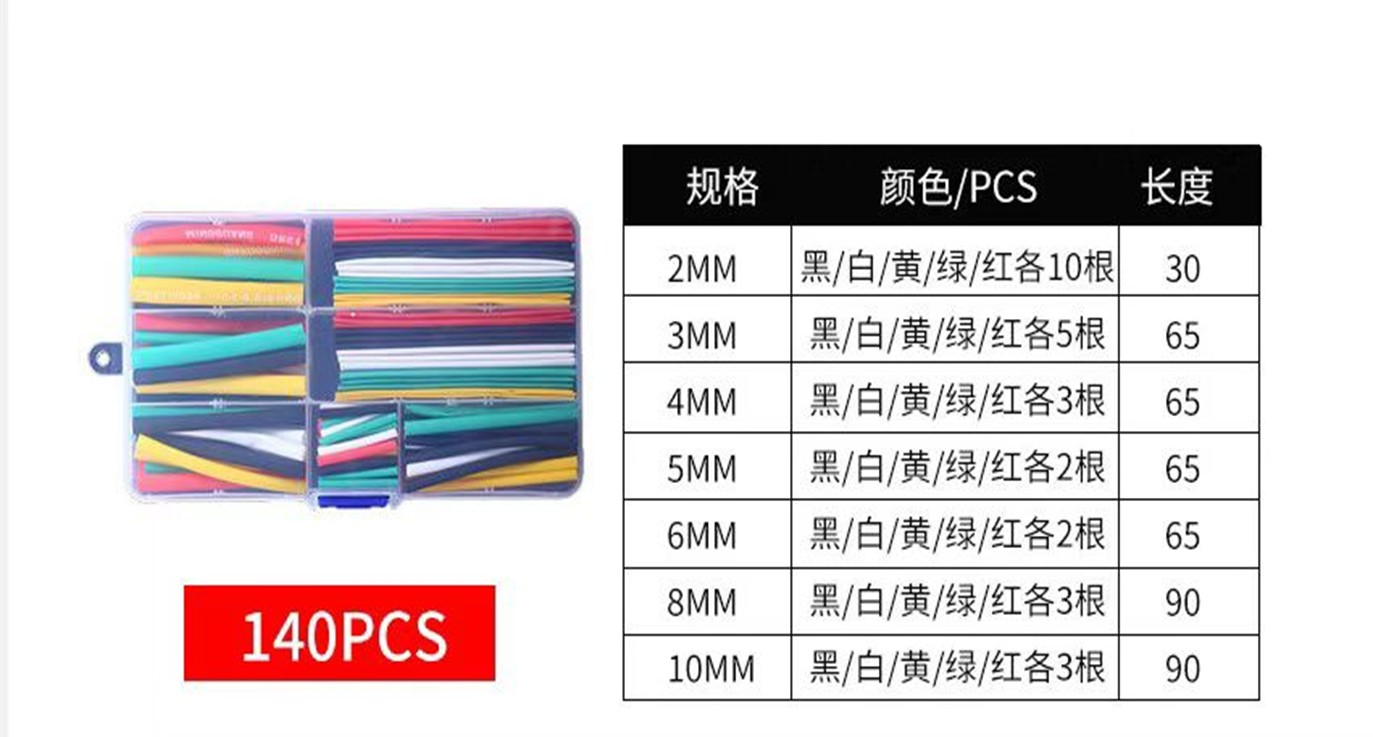 规格 颜色/PCS 长度
2MM 黑/白/黄/绿/红各10根 30
3MM 黑/白/黄/绿/红各5根 65
4MM 黑/白/黄/绿/红各3根 65
5MM 黑/白/黄/绿/红各2根 65
6MM 黑/白/黄/绿/红各2根 65
8MM 黑/白/黄/绿/红各3根 90
10MM 黑/白/黄/绿/红各3根 90
140PCS